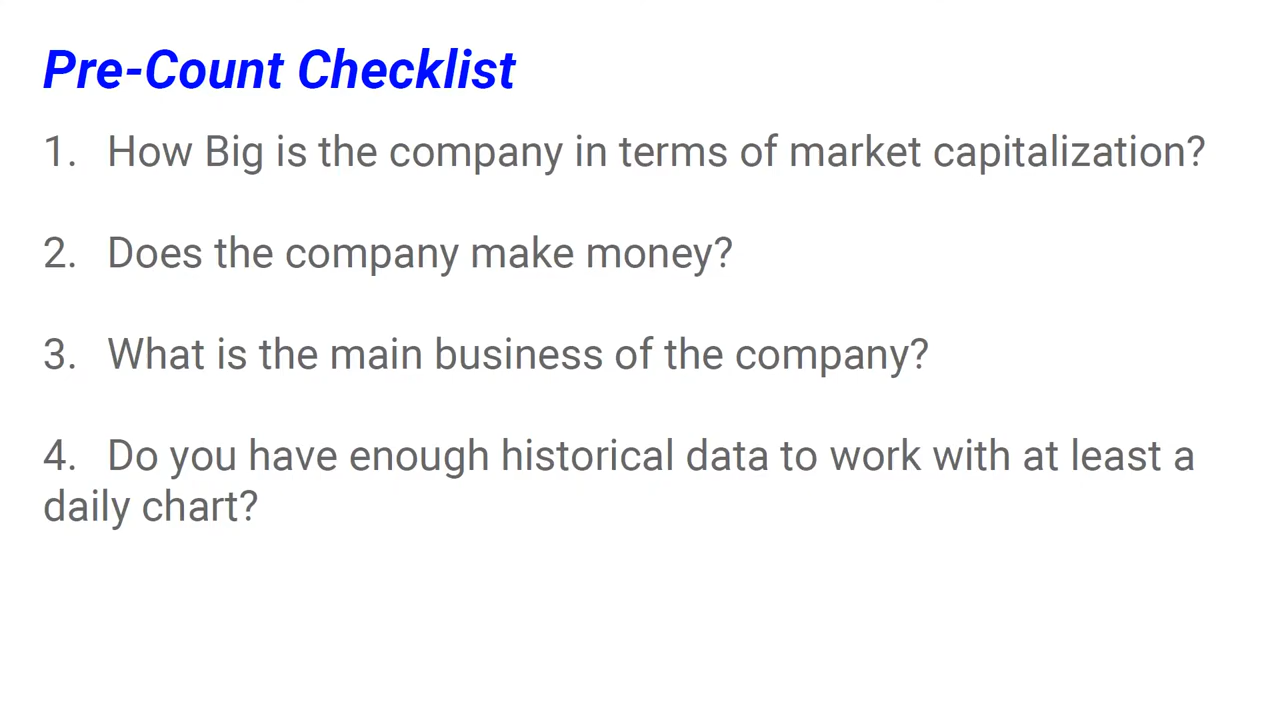 Pre-Count Checklist
1. How Big is the company in terms of market capitalization?
2. Does the company make money?
3. What is the main business of the company?
4. Do you have enough historical data to work with at least a
daily chart?